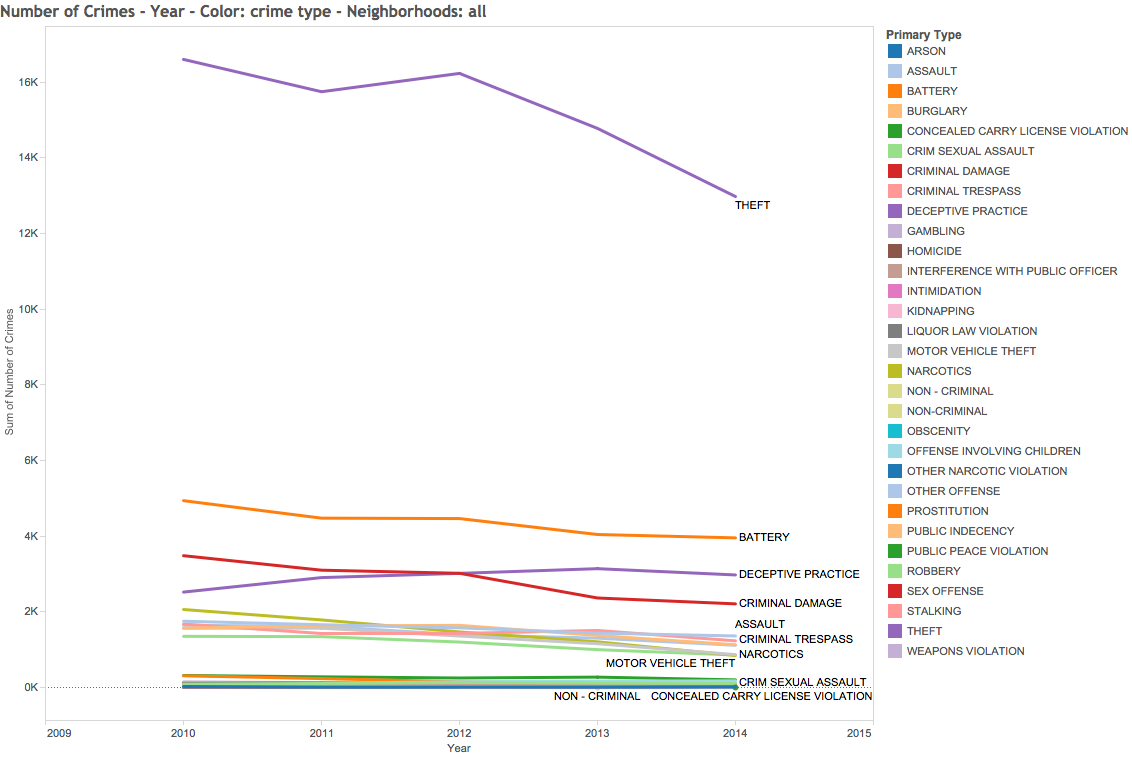 Number of Crimes - Year - Color: crime type - Neighborhoods: all
Primary Type
ARSON
ASSAULT
BATTERY
BURGLARY
CONCEALED CARRY LICENSE VIOLATION
CRIM SEXUAL ASSAULT
CRIMINAL DAMAGE
CRIMINAL TRESPASS
DECEPTIVE PRACTICE
GAMBLING
HOMICIDE
INTERFERENCE WITH PUBLIC OFFICER
INTIMIDATION
KIDNAPPING
LIQUOR LAW VIOLATION
MOTOR VEHICLE THEFT
NARCOTICS
NON - CRIMINAL
NON-CRIMINAL
OBSCENITY
OFFENSE INVOLVING CHILDREN
OTHER NARCOTIC VIOLATION
OTHER OFFENSE
PROSTITUTION
PUBLIC INDECENCY
PUBLIC PEACE VIOLATION
ROBBERY
SEX OFFENSE
STALKING
THEFT
WEAPONS VIOLATION
Sum of Number of Crimes
16K
14K
12K
10K
8K
6K
4K
2K
0K
THEFT
BATTERY
DECEPTIVE PRACTICE
CRIMINAL DAMAGE
ASSAULT
CRIMINAL TRESPASS
NARCOTICS
MOTOR VEHICLE THEFT
CRIM SEXUAL ASSAULT
NON - CRIMINAL CONCEALED CARRY LICENSE VIOLATION
2009 2010 2011 2012 2013 2014 2015
Year